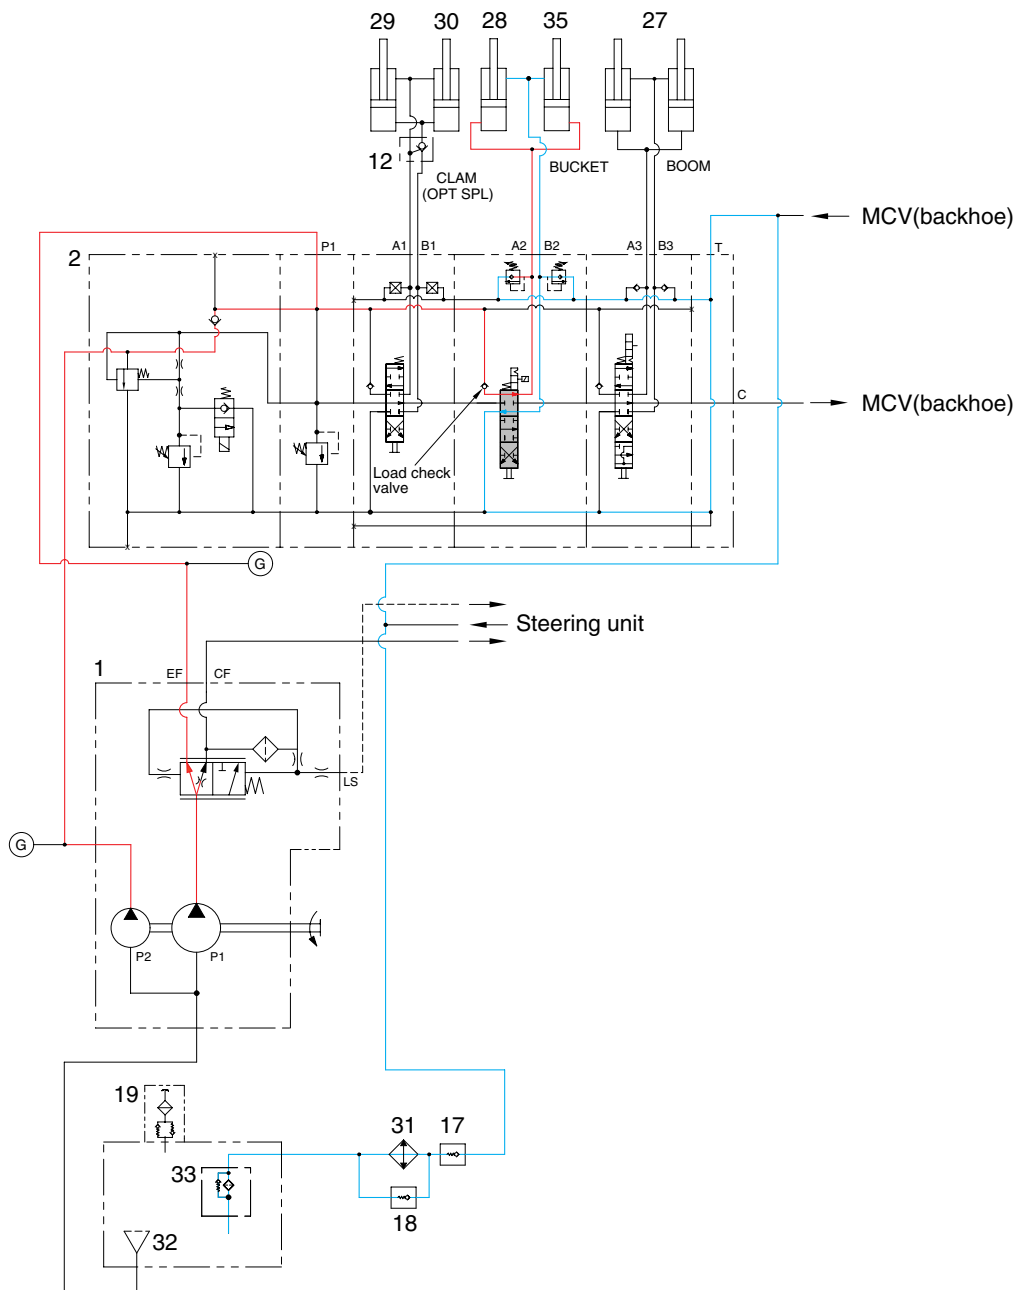 29 30 28 35 27
12
CLAM
(OPT SPL)
BUCKET
BOOM
MCV(backhoe)
2
P1 A1 B1 A2 B2 A3 B3 T
C
MCV(backhoe)
Load check
valve
G
Steering unit
1
EF CF
LS
G
P2 P1
19
31 17
33
18
32